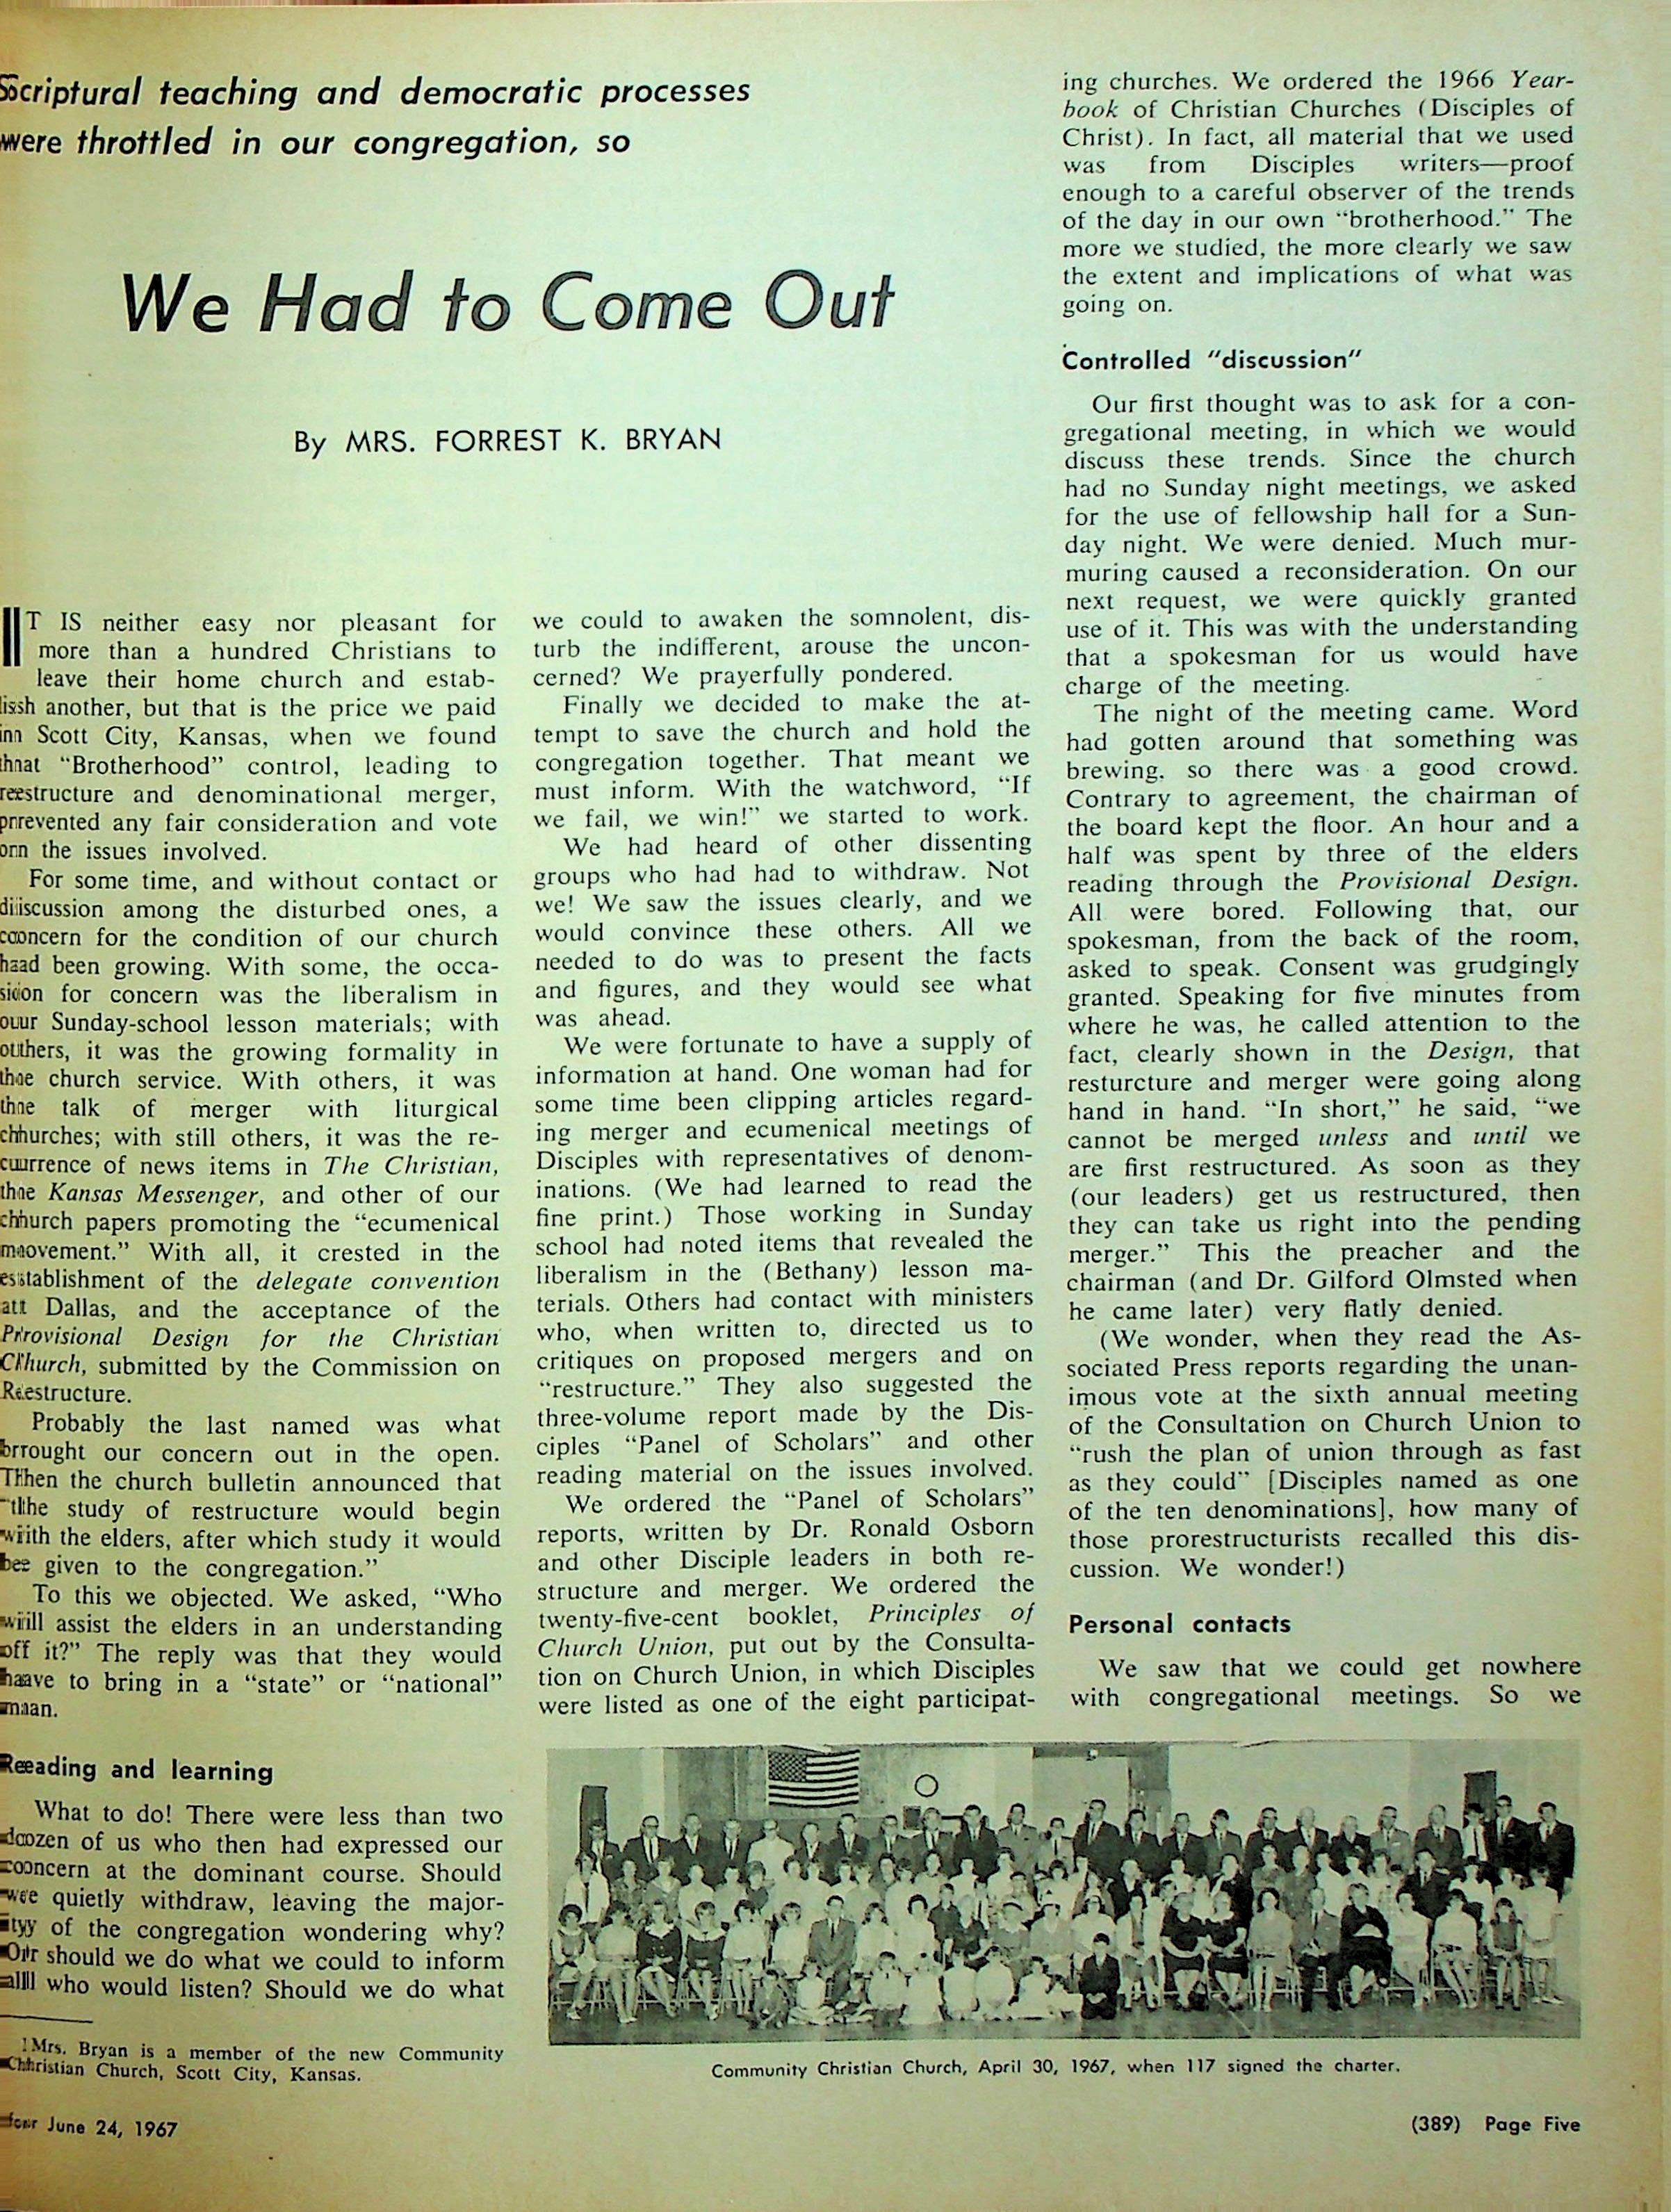 Scriptural teaching and democratic processes
were throttled in our congregation, so
We Had to Come Out
By MRS. FORREST K. BRYAN
IT IS neither easy nor pleasant for
more than a hundred Christians to
leave their home church and estab-
lish another, but that is the price we paid
in Scott City, Kansas, when we found
that “Brotherhood” control, leading to
restructure and denominational merger,
prevented any fair consideration and vote
on the issues involved.
For some time, and without contact or
discussion among the disturbed ones, a
concern for the condition of our church
had been growing. With some, the occa-
sion for concern was the liberalism in
our Sunday-school lesson materials; with
others, it was the growing formality in
the church service. With others, it was
the talk of merger with liturgical
churches; with still others, it was the re-
currence of news items in The Christian,
the Kansas Messenger, and other of our
church papers promoting the “ecumenical
movement.” With all, it crested in the
establishment of the delegate convention
at Dallas, and the acceptance of the
Provisional Design for the Christian
Church, submitted by the Commission on
Restructure.
Probably the last named was what
brought our concern out in the open.
Then the church bulletin announced that
“the study of restructure would begin
with the elders, after which study it would
be given to the congregation.”
To this we objected. We asked, “Who
will assist the elders in an understanding
of it?” The reply was that they would
have to bring in a “state” or “national”
man.
Reading and learning
What to do! There were less than two
dozen of us who then had expressed our
concern at the dominant course. Should
we quietly withdraw, leaving the major-
ity of the congregation wondering why?
Or should we do what we could to inform
all who would listen? Should we do what
Mrs. Bryan is a member of the new Community
Christian Church, Scott City, Kansas.
we could to awaken the somnolent, dis-
turb the indifferent, arouse the uncon-
cerned? We prayerfully pondered.
Finally we decided to make the at-
tempt to save the church and hold the
congregation together. That meant we
must inform. With the watchword, “If
we fail, we win!” we started to work.
We had heard of other dissenting
groups who had had to withdraw. Not
we! We saw the issues clearly, and we
would convince these others. All we
needed to do was to present the facts
and figures, and they would see what
was ahead.
We were fortunate to have a supply of
information at hand. One woman had for
some time been clipping articles regard-
ing merger and ecumenical meetings of
Disciples with representatives of denom-
inations. (We had learned to read the
fine print.) Those working in Sunday
school had noted items that revealed the
liberalism in the (Bethany) lesson ma-
terials. Others had contact with ministers
who, when written to, directed us to
critiques on proposed mergers and on
“restructure.” They also suggested the
three-volume report made by the Dis-
ciples “Panel of Scholars” and other
reading material on the issues involved.
We ordered the “Panel of Scholars”
reports, written by Dr. Ronald Osborn
and other Disciple leaders in both re-
structure and merger. We ordered the
twenty-five-cent booklet, Principles of
Church Union, put out by the Consulta-
tion on Church Union, in which Disciples
were listed as one of the eight participat-
ing churches. We ordered the 1966 Year-
book of Christian Churches (Disciples of
Christ). In fact, all material that we used
was from Disciples writers—proof
enough to a careful observer of the trends
of the day in our own “brotherhood.” The
more we studied, the more clearly we saw
the extent and implications of what was
going on.
Controlled “discussion”
Our first thought was to ask for a con-
gregational meeting, in which we would
discuss these trends. Since the church
had no Sunday night meetings, we asked
for the use of fellowship hall for a Sun-
day night. We were denied. Much mur-
muring caused a reconsideration. On our
next request, we were quickly granted
use of it. This was with the understanding
that a spokesman for us would have
charge of the meeting.
The night of the meeting came. Word
had gotten around that something was
brewing, so there was a good crowd.
Contrary to agreement, the chairman of
the board kept the floor. An hour and a
half was spent by three of the elders
reading through the Provisional Design.
All were bored. Following that, our
spokesman, from the back of the room,
asked to speak. Consent was grudgingly
granted. Speaking for five minutes from
where he was, he called attention to the
fact, clearly shown in the Design, that
resturcture and merger were going along
hand in hand. “In short,” he said, “we
cannot be merged unless and until we
are first restructured. As soon as they
(our leaders) get us restructured, then
they can take us right into the pending
merger.” This the preacher and the
chairman (and Dr. Gilford Olmsted when
he came later) very flatly denied.
(We wonder, when they read the As-
sociated Press reports regarding the unan-
imous vote at the sixth annual meeting
of the Consultation on Church Union to
“rush the plan of union through as fast
as they could” [Disciples named as one
of the ten denominations], how many of
those prorestructurists recalled this dis-
cussion. We wonder!)
Personal contacts
We saw that we could get nowhere
with congregational meetings. So we
Community Christian Church, April 30, 1967, when 117 signed the charter.
for June 24, 1967
(389) Page Five